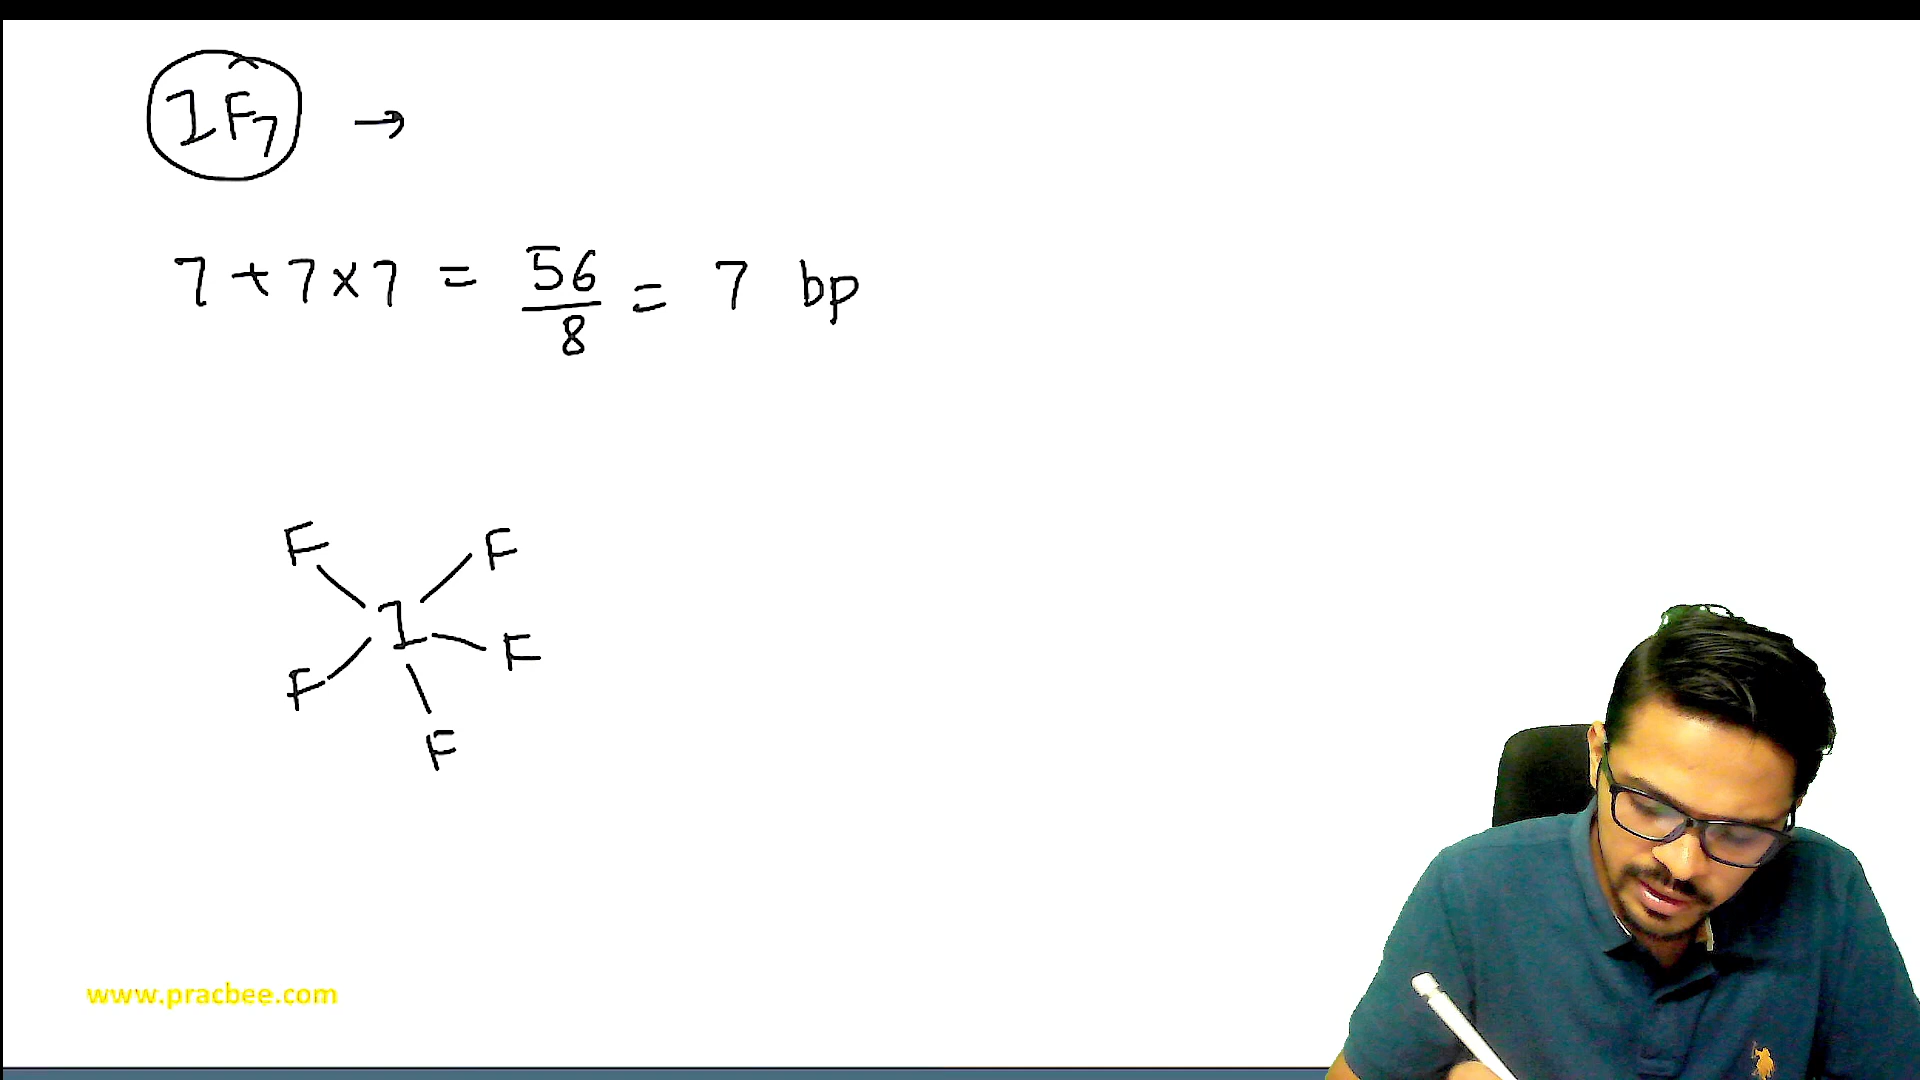 IF₇ →
7 + 7 × 7 = 56/8 = 7 bp
F F
I
F F
F
www.pracbee.com